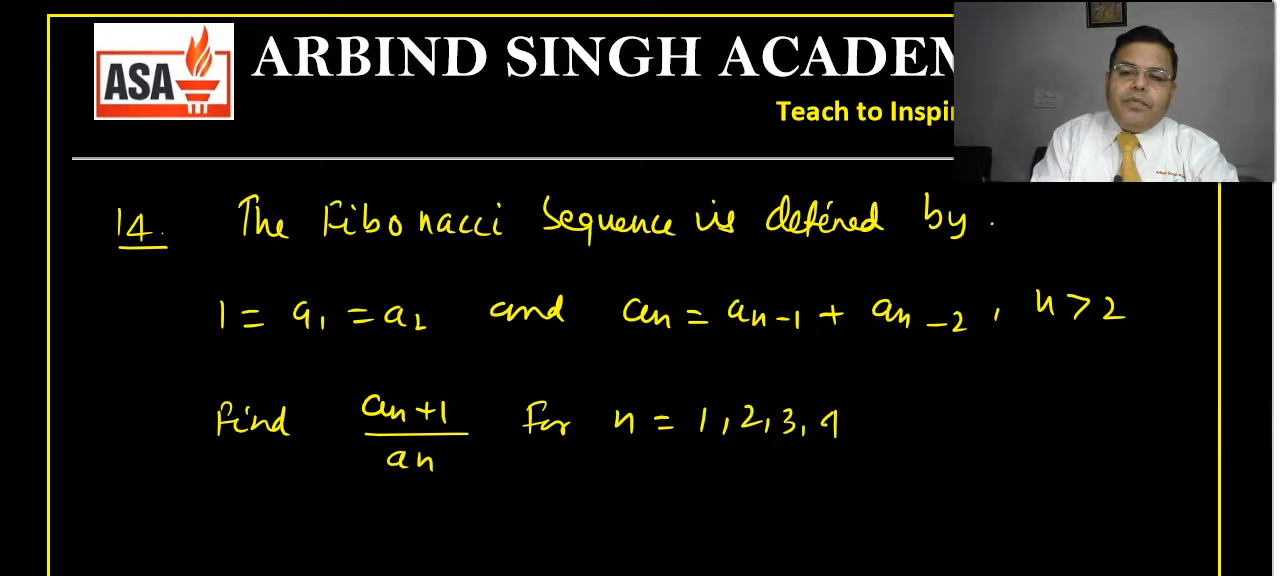 ASA
ARBIND SINGH ACADEM
Teach to Inspi
14. The Fibonacci Sequence is defined by.
1 = a₁ = a₂ and aₙ = aₙ₋₁ + aₙ₋₂, n > 2
Find aₙ₊₁/aₙ For n = 1, 2, 3, 4